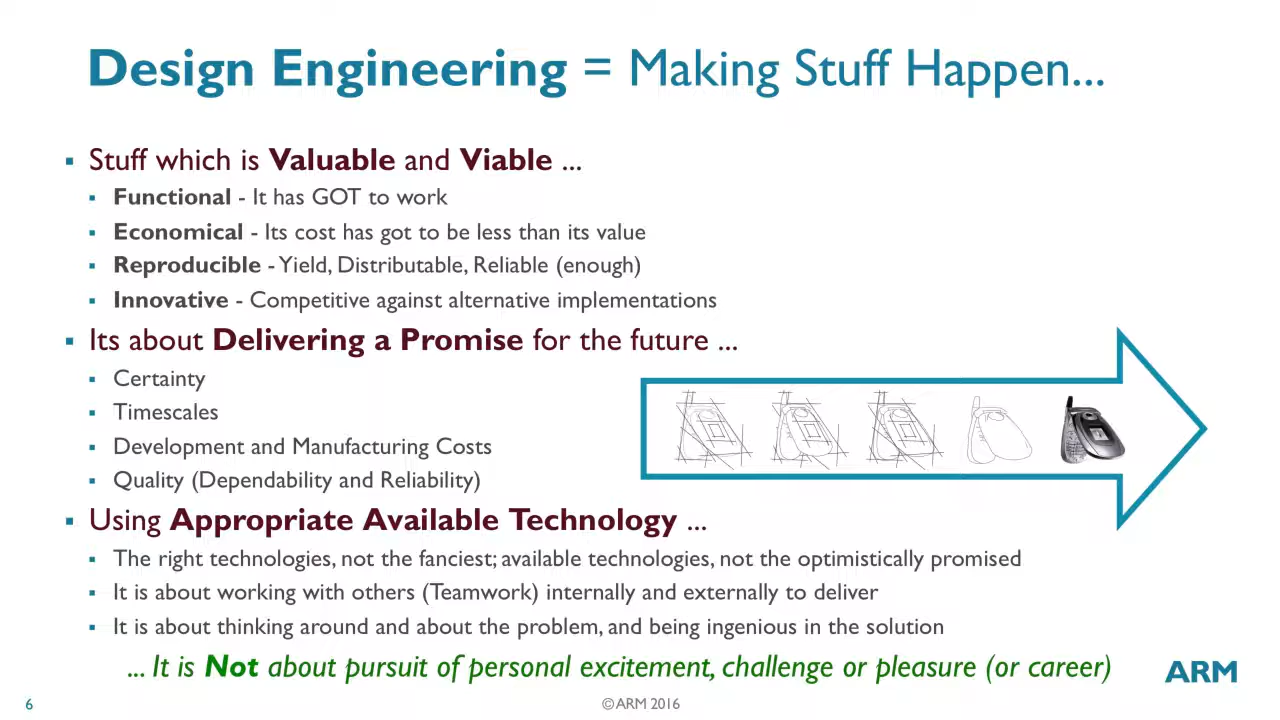 Design Engineering = Making Stuff Happen...
▪ Stuff which is Valuable and Viable ...
▪ Functional - It has GOT to work
▪ Economical - Its cost has got to be less than its value
▪ Reproducible - Yield, Distributable, Reliable (enough)
▪ Innovative - Competitive against alternative implementations
▪ Its about Delivering a Promise for the future ...
▪ Certainty
▪ Timescales
▪ Development and Manufacturing Costs
▪ Quality (Dependability and Reliability)
▪ Using Appropriate Available Technology ...
▪ The right technologies, not the fanciest; available technologies, not the optimistically promised
▪ It is about working with others (Teamwork) internally and externally to deliver
▪ It is about thinking around and about the problem, and being ingenious in the solution
... It is Not about pursuit of personal excitement, challenge or pleasure (or career)
ARM
6
© ARM 2016